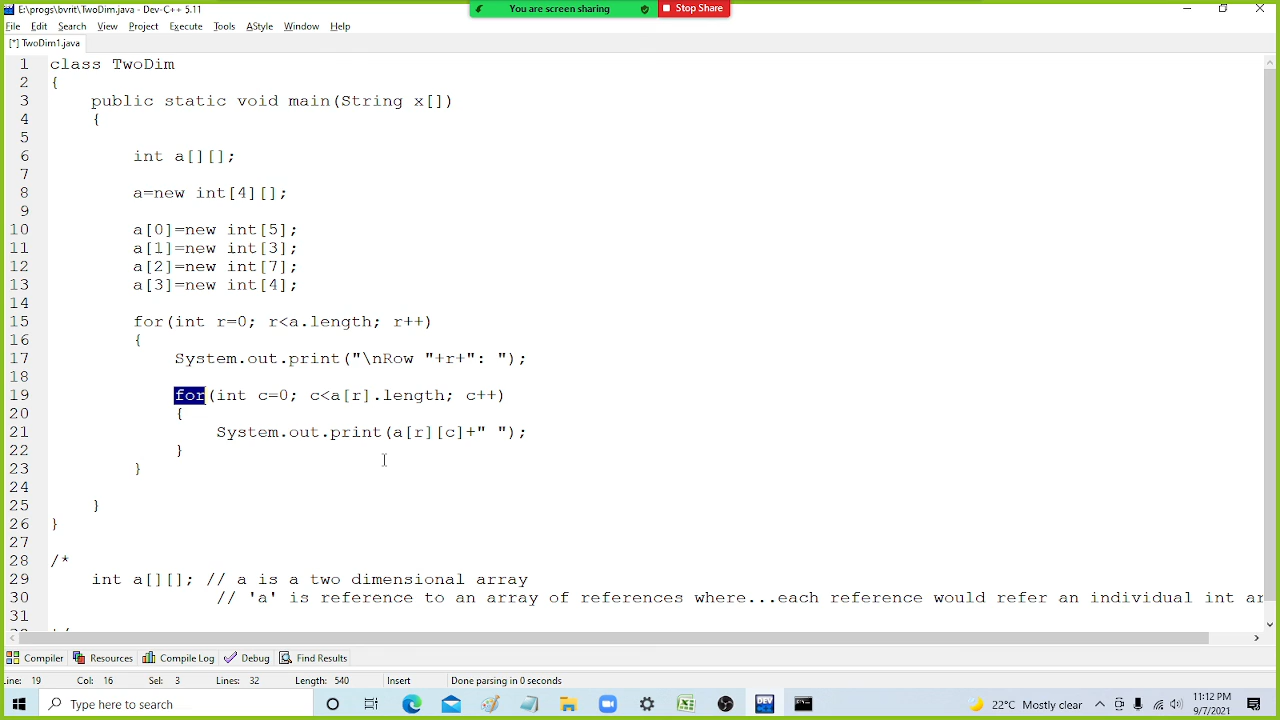 E:\progs\bvrit\TwoDim.java - Dev-C++ 5.11
You are screen sharing
Stop Share
File Edit Search View Project Execute Tools AStyle Window Help
[*] TwoDim1.java
1 class TwoDim
2 {
3 public static void main(String x[])
4 {
5
6 int a[][];
7
8 a=new int[4][];
9
10 a[0]=new int[5];
11 a[1]=new int[3];
12 a[2]=new int[7];
13 a[3]=new int[4];
14
15 for(int r=0; r<a.length; r++)
16 {
17 System.out.print("\nRow "+r+": ");
18
19 for(int c=0; c<a[r].length; c++)
20 {
21 System.out.print(a[r][c]+" ");
22 }
23 }
24
25 }
26 }
27
28 /*
29 int a[][]; // a is a two dimensional array
30 // 'a' is reference to an array of references where...each reference would refer an individual int
31
Compiler Resources Compile Log Debug Find Results
Line: 19 Col: 16 Sel: 3 Lines: 32 Length: 540 Insert Done parsing in 0 seconds
Type here to search
DEV
22°C Mostly clear
11:12 PM
9/7/2021